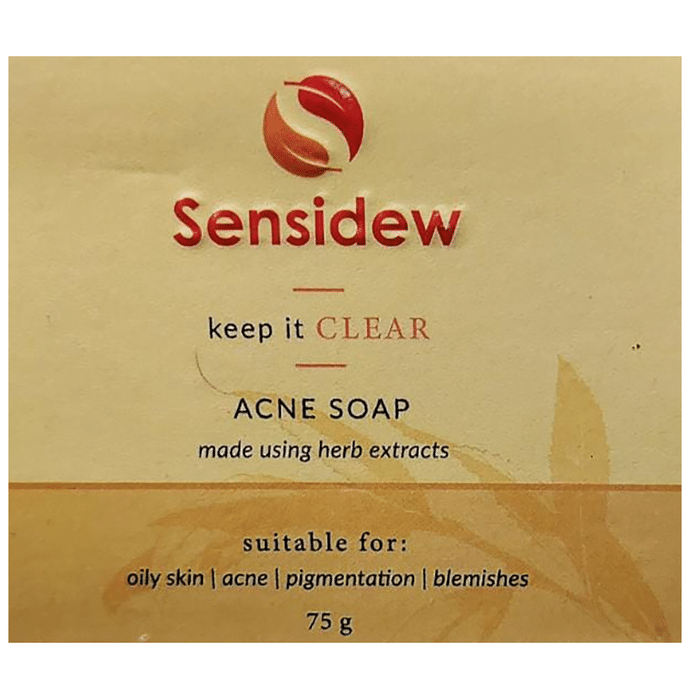 Sensidew
keep it CLEAR
ACNE SOAP
made using herb extracts
suitable for:
oily skin | acne | pigmentation | blemishes
75 g